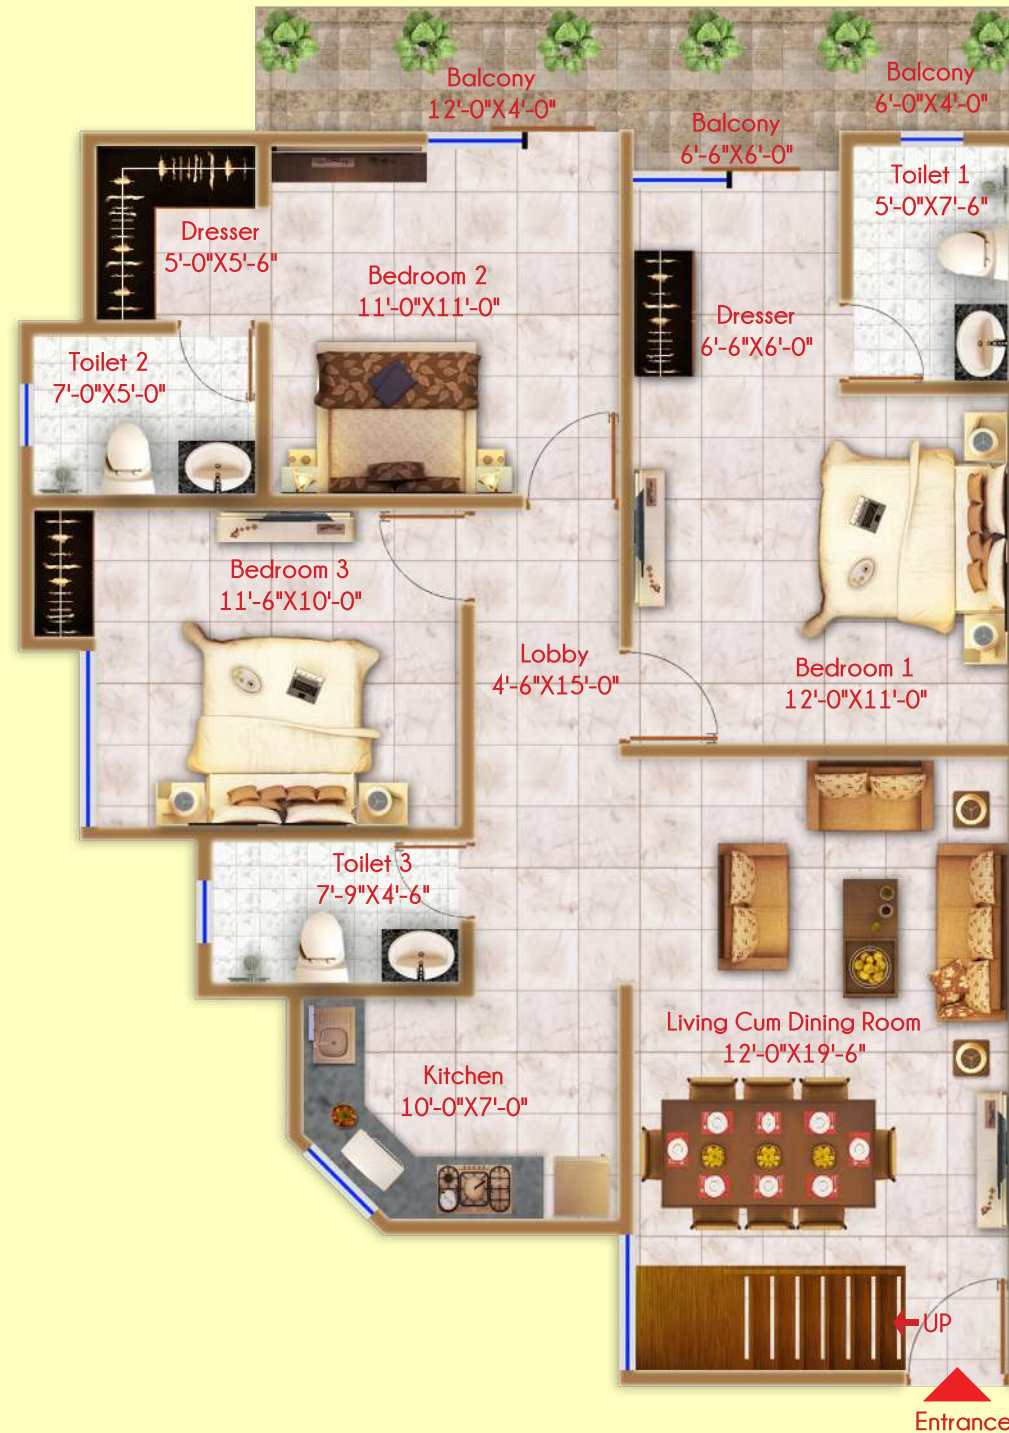 Balcony
12'-0"X4'-0"
Balcony
6'-0"X4'-0"
Balcony
6'-6"X6'-0"
Toilet 1
5'-0"X7'-6"
Dresser
5'-0"X5'-6"
Bedroom 2
11'-0"X11'-0"
Dresser
6'-6"X6'-0"
Toilet 2
7'-0"X5'-0"
Bedroom 3
11'-6"X10'-0"
Lobby
4'-6"X15'-0"
Bedroom 1
12'-0"X11'-0"
Toilet 3
7'-9"X4'-6"
Living Cum Dining Room
12'-0"X19'-6"
Kitchen
10'-0"X7'-0"
UP
Entrance